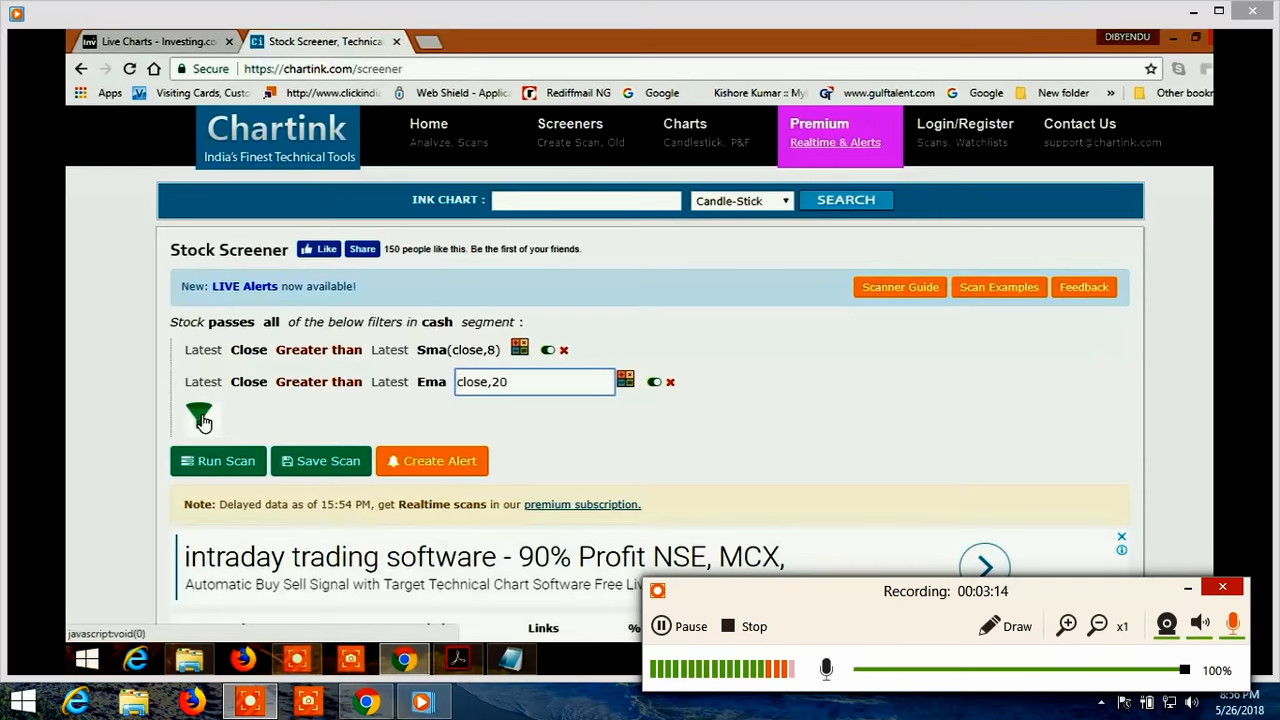 Inv Live Charts - Investing.co
Ci Stock Screener, Technica
DIBYENDU
Secure
https://chartink.com/screener
Apps
Visiting Cards, Custo
http://www.clickindi
Web Shield - Applic
Rediffmail NG
Google
Kishore Kumar :: My
www.gulftalent.com
Google
New folder
»
Other bookr
Chartink
India's Finest Technical Tools
Home
Analyze, Scans
Screeners
Create Scan, Old
Charts
Candlestick, P&F
Premium
Realtime & Alerts
Login/Register
Scans, Watchlists
Contact Us
support@chartink.com
INK CHART :
Candle-Stick
SEARCH
Stock Screener
Like
Share
150 people like this. Be the first of your friends.
New: LIVE Alerts now available!
Scanner Guide
Scan Examples
Feedback
Stock passes all of the below filters in cash segment :
Latest Close Greater than Latest Sma(close,8)
Latest Close Greater than Latest Ema close,20
Run Scan
Save Scan
Create Alert
Note: Delayed data as of 15:54 PM, get Realtime scans in our premium subscription.
intraday trading software - 90% Profit NSE, MCX,
Automatic Buy Sell Signal with Target Technical Chart Software Free Li
javascript:void(0)
Links
%
Recording: 00:03:14
Pause
Stop
Draw
x1
100%
8:56 PM
5/26/2018